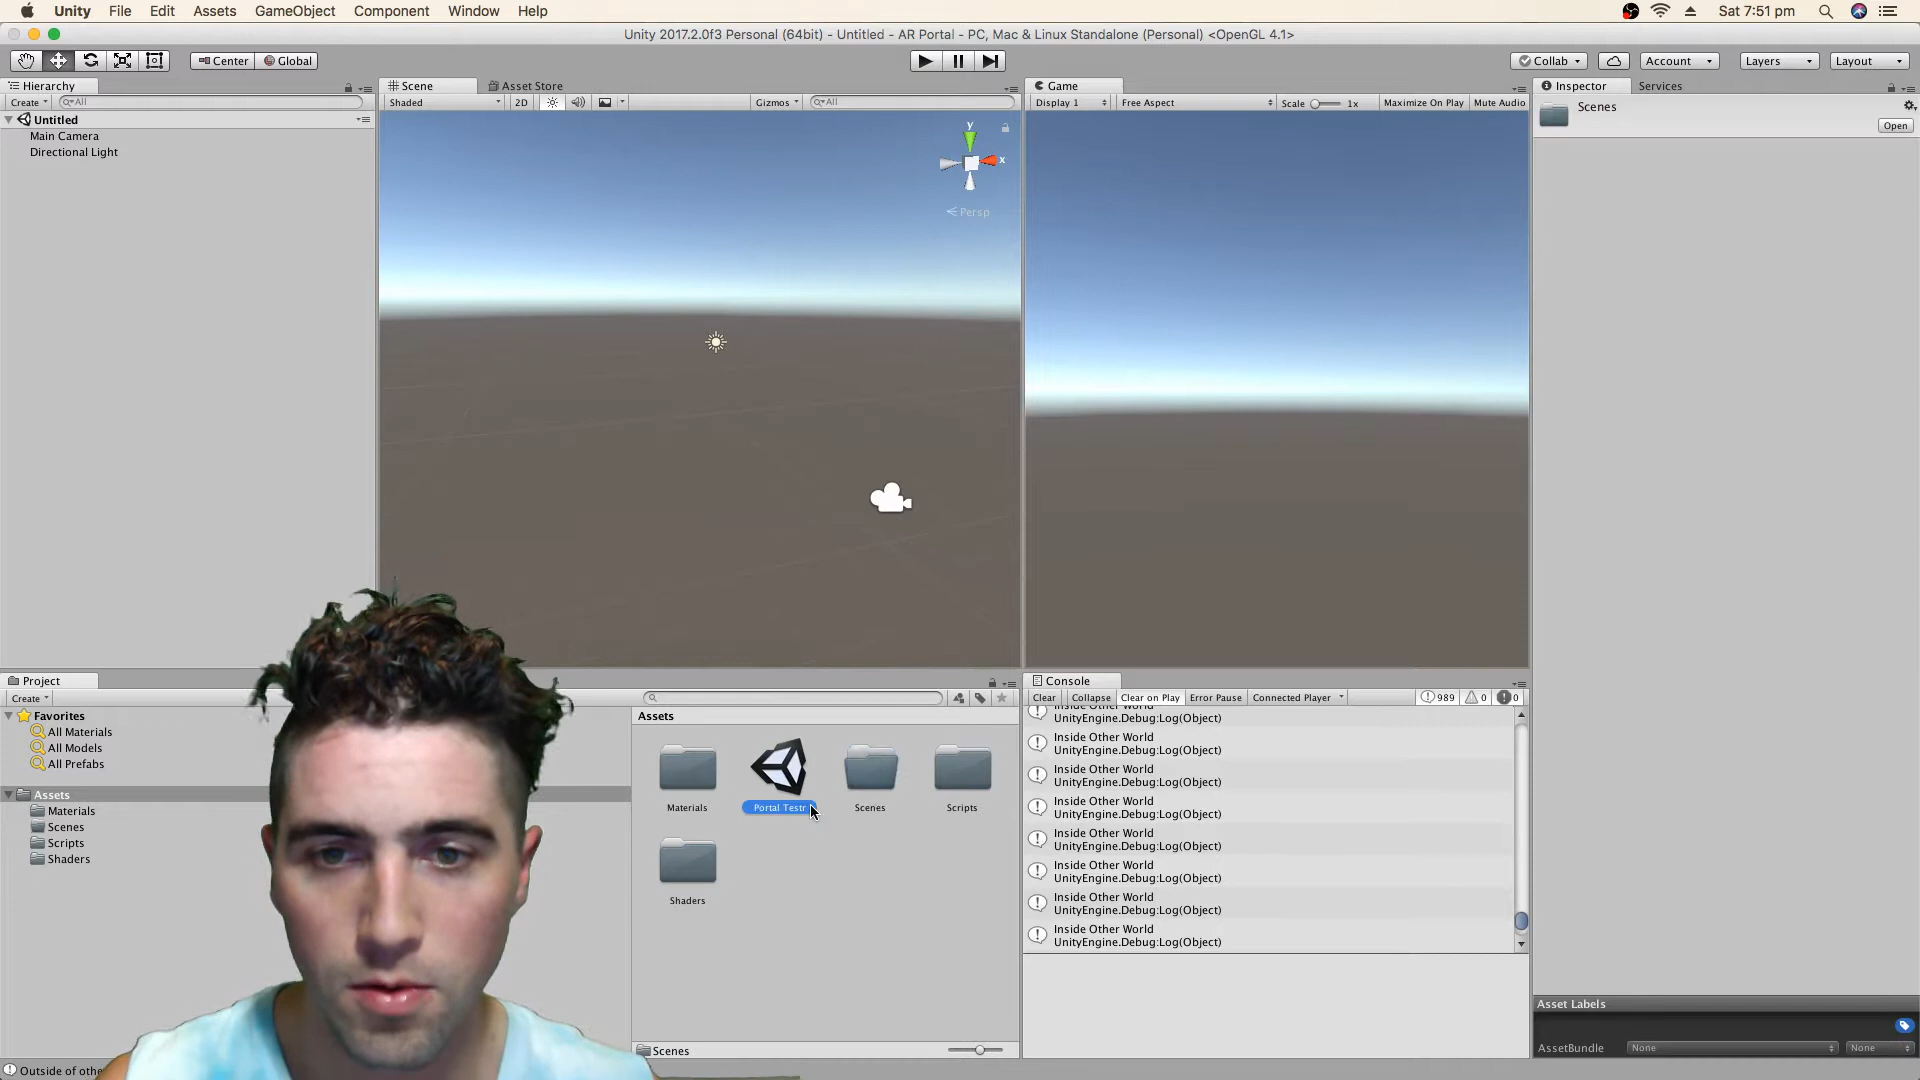 Unity File Edit Assets GameObject Component Window Help Sat 7:51 pm
Unity 2017.2.0f3 Personal (64bit) - Untitled - AR Portal - PC, Mac & Linux Standalone (Personal) <OpenGL 4.1>
Center Global Collab Account Layers Layout
Hierarchy Scene Asset Store Game Inspector Services
Create All Shaded 2D Gizmos All Display 1 Free Aspect Scale 1x Maximize On Play Mute Audio Scenes
Untitled Open
Main Camera
Directional Light
y
x
Persp
Project Console
Create Clear Collapse Clear on Play Error Pause Connected Player 989 0 0
Favorites Assets
All Materials
All Models
All Prefabs
Assets
Materials
Scenes
Scripts
Shaders
Materials Portal Testr Scenes Scripts
Shaders
Scenes
Inside Other World
UnityEngine.Debug:Log(Object)
Inside Other World
UnityEngine.Debug:Log(Object)
Inside Other World
UnityEngine.Debug:Log(Object)
Inside Other World
UnityEngine.Debug:Log(Object)
Inside Other World
UnityEngine.Debug:Log(Object)
Inside Other World
UnityEngine.Debug:Log(Object)
Inside Other World
UnityEngine.Debug:Log(Object)
Inside Other World
UnityEngine.Debug:Log(Object)
Asset Labels
AssetBundle None None
Outside of